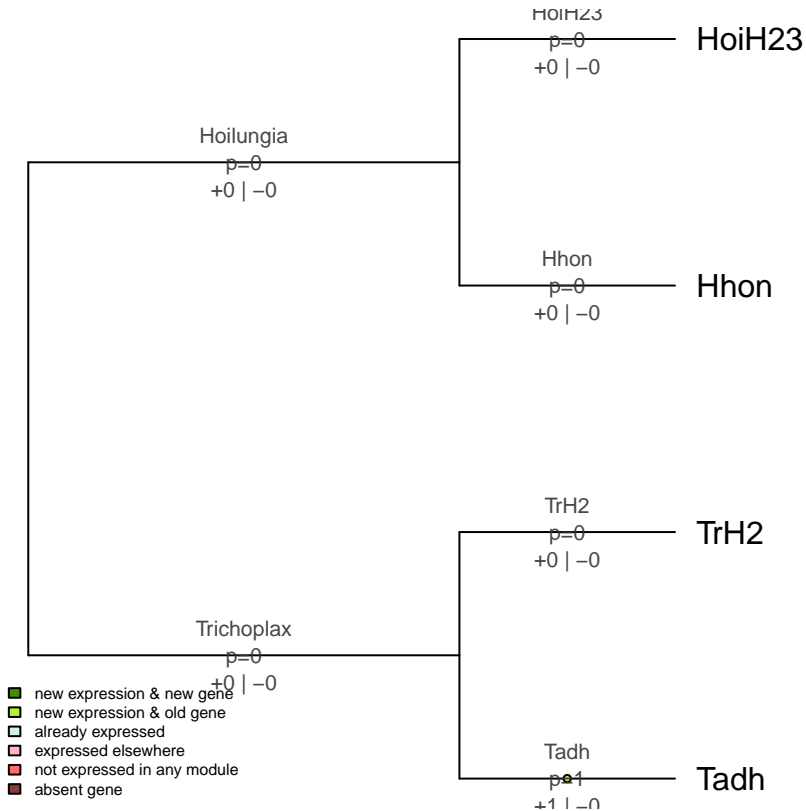 HoiH23
p=0
+0 | −0
HoiH23
Hoilungia
p=0
+0 | −0
Hhon
p=0
+0 | −0
Hhon
TrH2
p=0
+0 | −0
TrH2
Trichoplax
p=0
+0 | −0
new expression & new gene
new expression & old gene
already expressed
expressed elsewhere
not expressed in any module
absent gene
Tadh
p=1
+1 | −0
Tadh